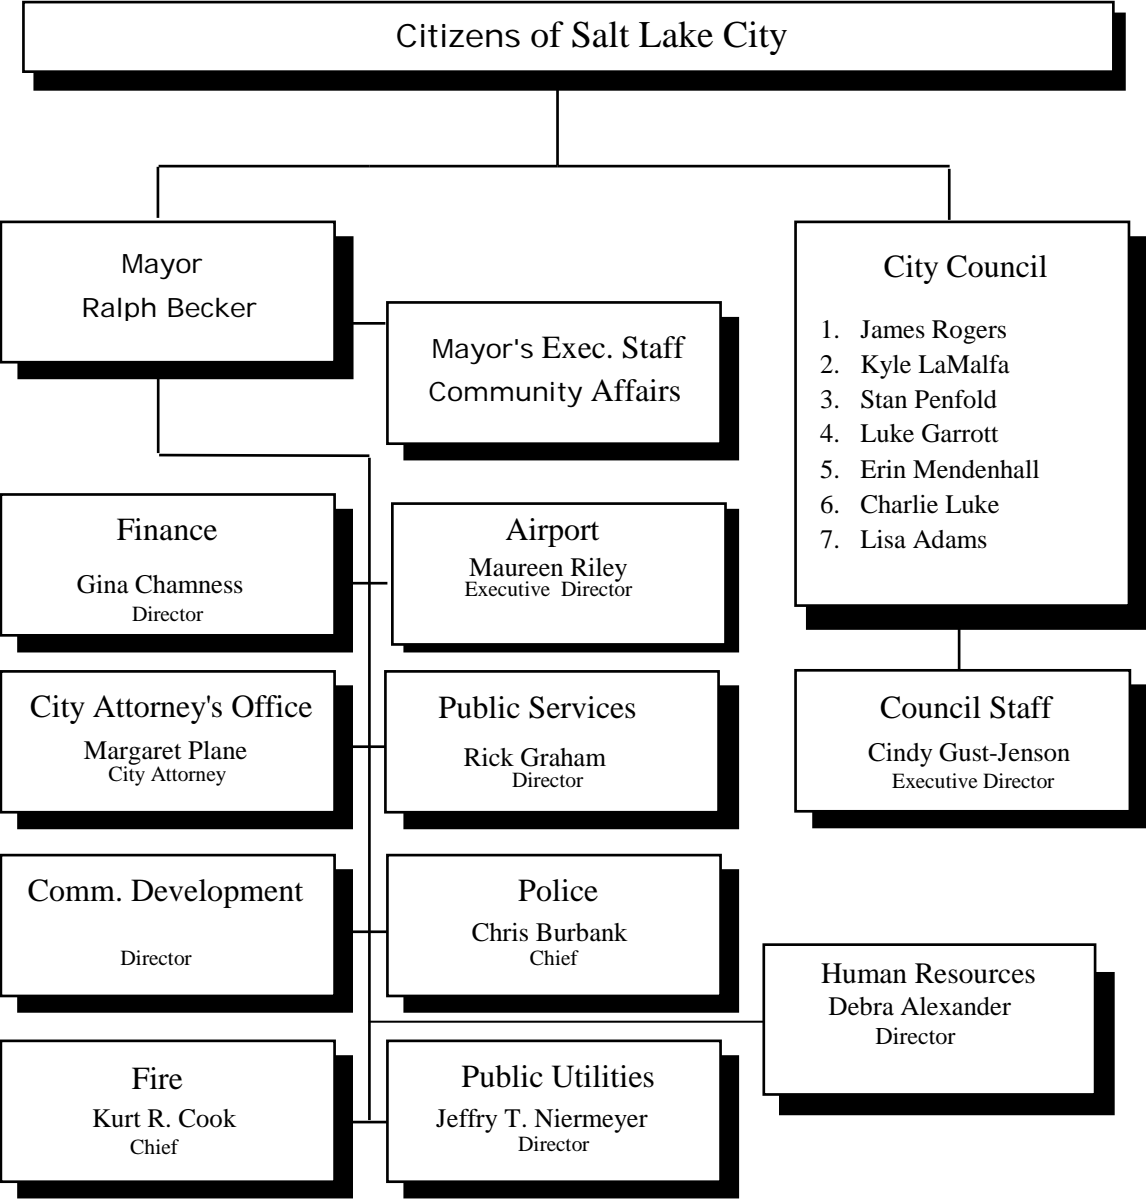 Citizens of Salt Lake City
Mayor
Ralph Becker
Mayor's Exec. Staff
Community Affairs
City Council
1. James Rogers
2. Kyle LaMalfa
3. Stan Penfold
4. Luke Garrott
5. Erin Mendenhall
6. Charlie Luke
7. Lisa Adams
Finance
Gina Chamness
Director
Airport
Maureen Riley
Executive Director
City Attorney's Office
Margaret Plane
City Attorney
Public Services
Rick Graham
Director
Council Staff
Cindy Gust-Jenson
Executive Director
Comm. Development
Director
Police
Chris Burbank
Chief
Human Resources
Debra Alexander
Director
Fire
Kurt R. Cook
Chief
Public Utilities
Jeffry T. Niermeyer
Director